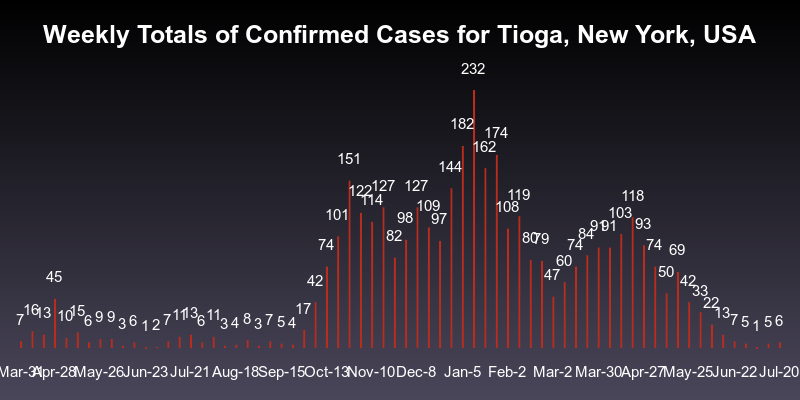 Weekly Totals of Confirmed Cases for Tioga, New York, USA
7 16 13 45 10 15 6 9 9 3 6 1 2 7 11 13 6 11 3 4 8 3 7 5 4 17 42 74 101 151 122 114 127 82 98 127 109 97 144 182 232 162 174 108 119 80 79 47 60 74 84 91 91 103 118 93 74 50 69 42 33 22 13 7 5 1 5 6
Mar-31 Apr-28 May-26 Jun-23 Jul-21 Aug-18 Sep-15 Oct-13 Nov-10 Dec-8 Jan-5 Feb-2 Mar-2 Mar-30 Apr-27 May-25 Jun-22 Jul-20